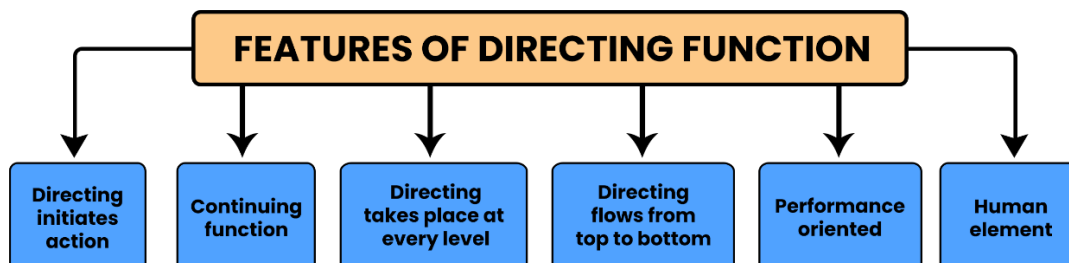 FEATURES OF DIRECTING FUNCTION
Directing
initiates
action
Continuing
function
Directing
takes place at
every level
Directing
flows from
top to bottom
Performance
oriented
Human
element